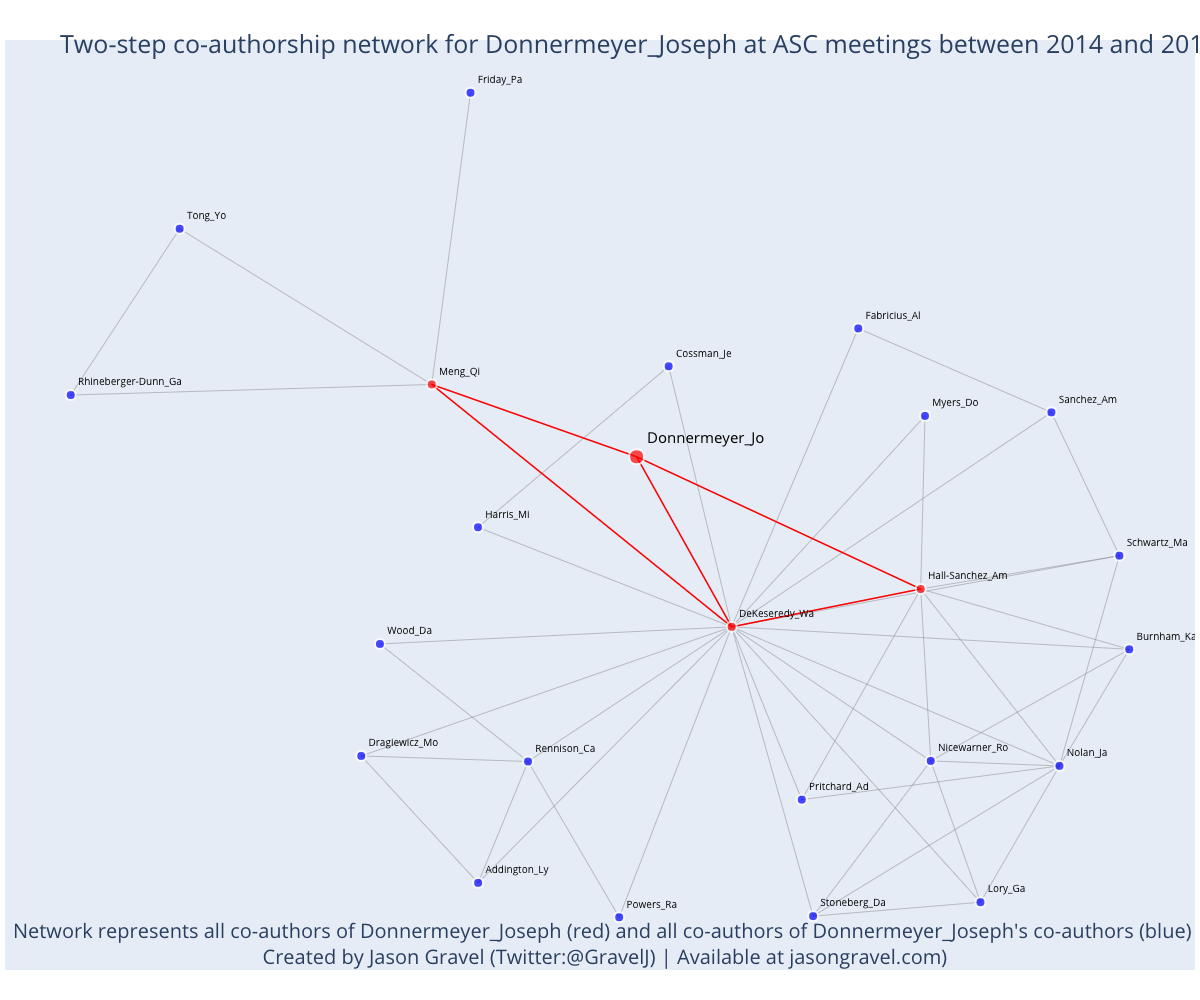 Two-step co-authorship network for Donnermeyer_Joseph at ASC meetings between 2014 and 201
Friday_Pa
Tong_Yo
Fabricius_Al
Cossman_Je
Meng_Qi
Rhineberger-Dunn_Ga
Sanchez_Am
Myers_Do
Donnermeyer_Jo
Harris_Mi
Schwartz_Ma
Hall-Sanchez_Am
DeKeseredy_Wa
Wood_Da
Burnham_Ka
Dragiewicz_Mo
Rennison_Ca
Nicewarner_Ro
Nolan_Ja
Pritchard_Ad
Addington_Ly
Lory_Ga
Powers_Ra
Stoneberg_Da
Network represents all co-authors of Donnermeyer_Joseph (red) and all co-authors of Donnermeyer_Joseph's co-authors (blue)
Created by Jason Gravel (Twitter:@GravelJ) | Available at jasongravel.com)